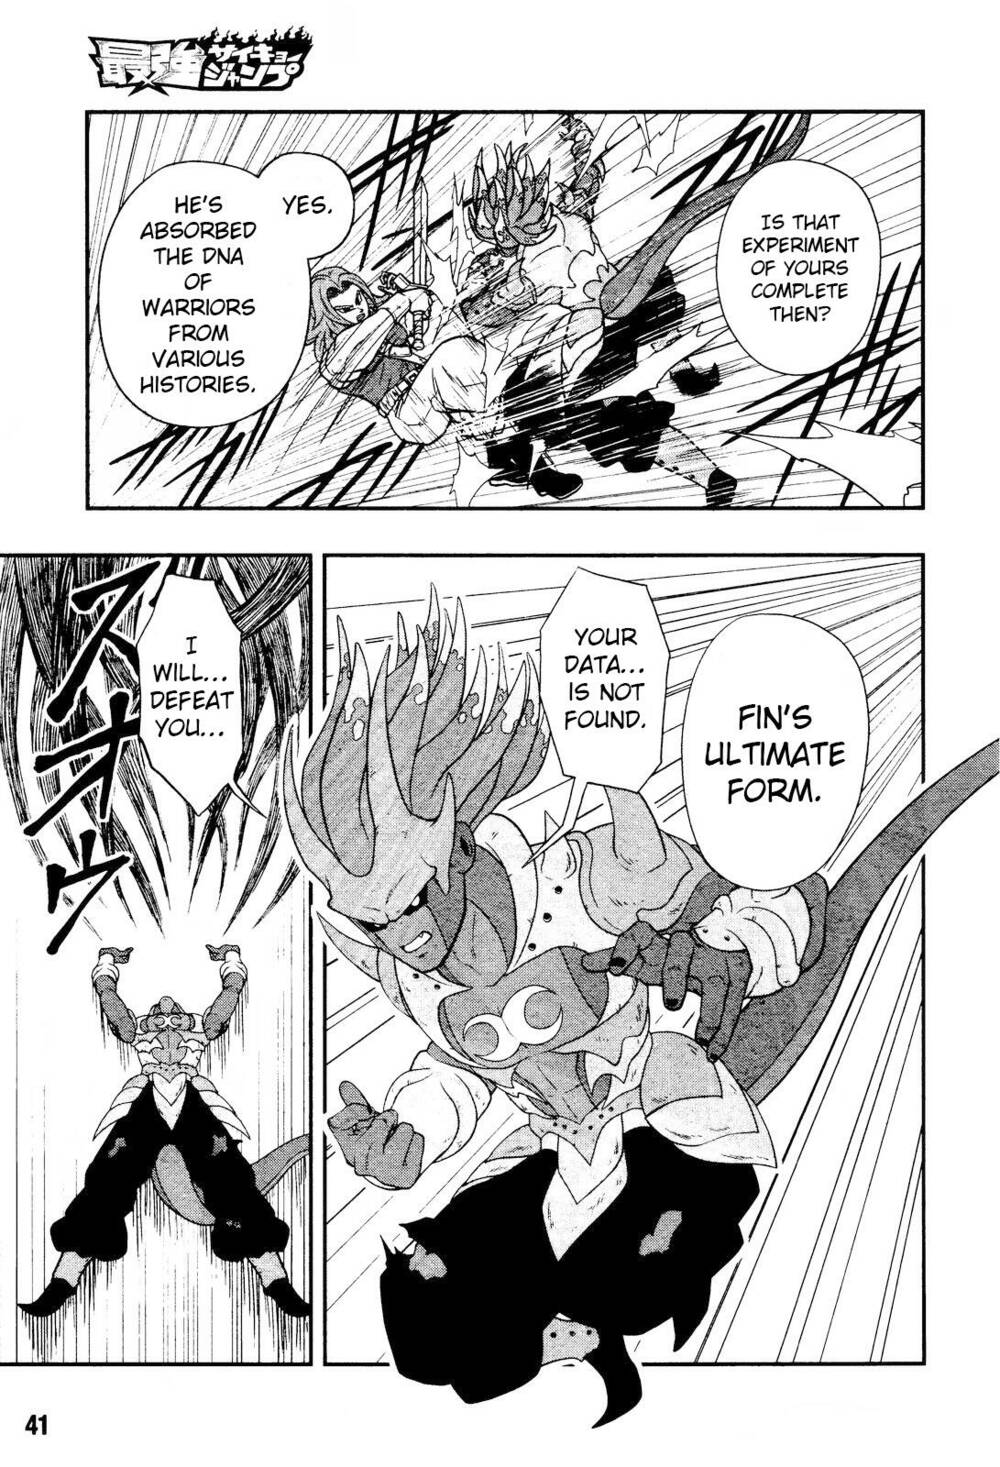 最強
サイキョー
ジャンプ
IS THAT
EXPERIMENT
OF YOURS
COMPLETE
THEN?
YES.
HE'S
ABSORBED
THE DNA
OF
WARRIORS
FROM
VARIOUS
HISTORIES.
FIN'S
ULTIMATE
FORM.
YOUR
DATA...
IS NOT
FOUND.
I
WILL...
DEFEAT
YOU...
ズオオウ
41